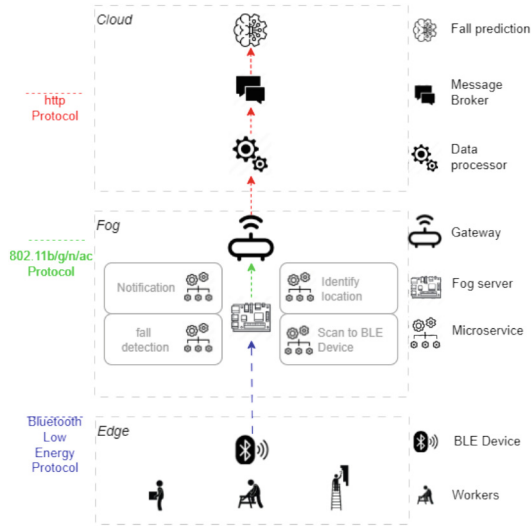 Cloud
Fall prediction
Message
Broker
http
Protocol
Data
processor
Fog
Gateway
802.11b/g/n/ac
Protocol
Notification
Identify
location
Fog server
fall
detection
Scan to BLE
Device
Microservice
Bluetooth
Low
Energy
Protocol
Edge
BLE Device
Workers